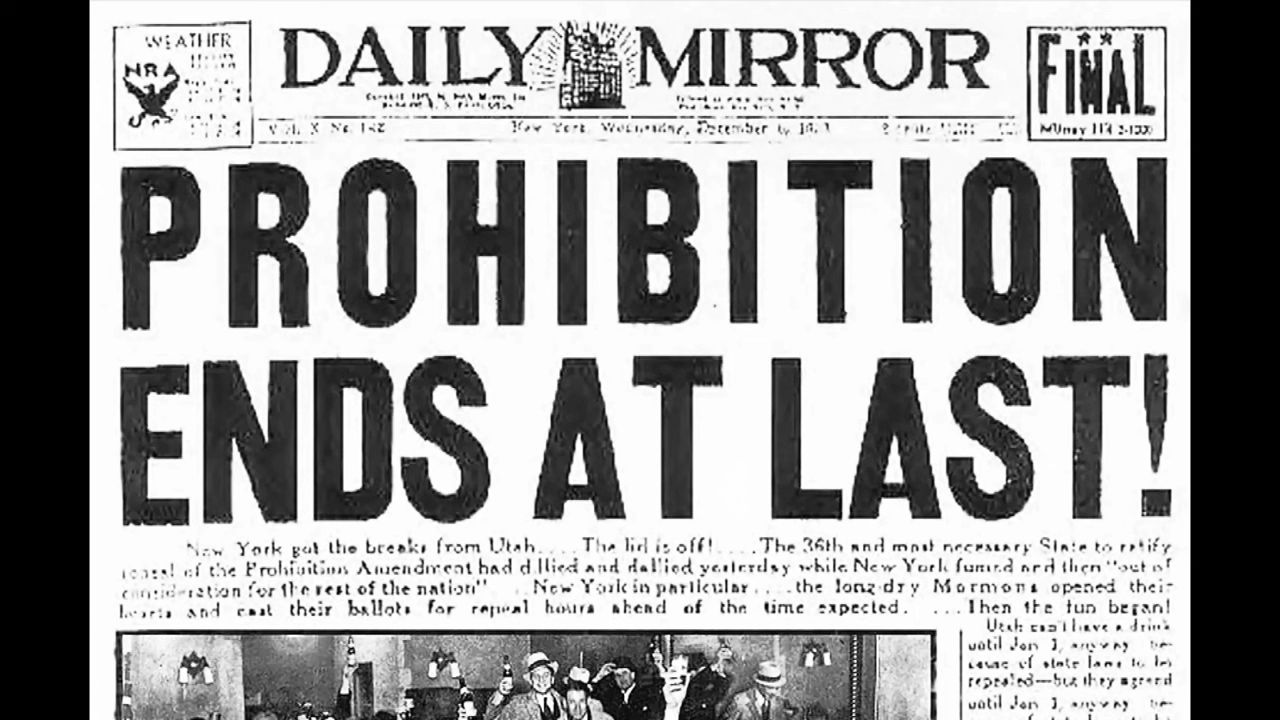 WEATHER
NRA
DAILY MIRROR
FINAL
Vol. X No.
New York, Wednesday, December 6,
PROHIBITION
ENDS AT LAST!
New York got the breaks from Utah.... The lid is off!.... The 36th and most necessary State to ratify
repeal of the Prohibition Amendment had dillied and dallied yesterday while New York fumed and then "out of
consideration for the rest of the nation" .... New York in particular .... the long-dry Mormons opened their
hearts and cast their ballots for repeal hours ahead of the time expected. .... Then the fun began!
Utah can't have a drink
until Jan 1, anyway, be-
cause of state laws to be
repealed—but they agreed
until Jan 1, anyway